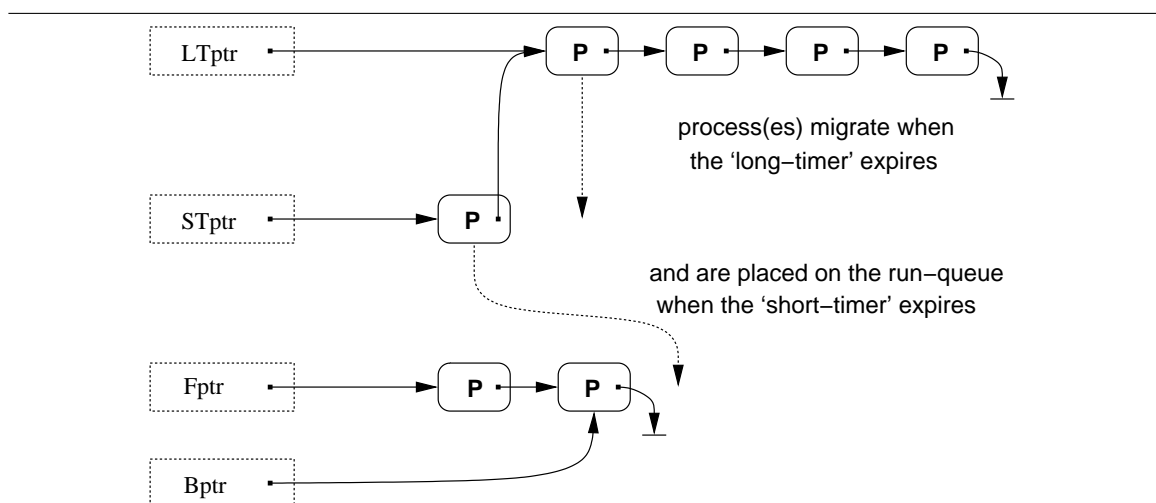 LTptr
P P P P
process(es) migrate when
the ‘long−timer’ expires
STptr
P
and are placed on the run−queue
when the ‘short−timer’ expires
Fptr
P P
Bptr